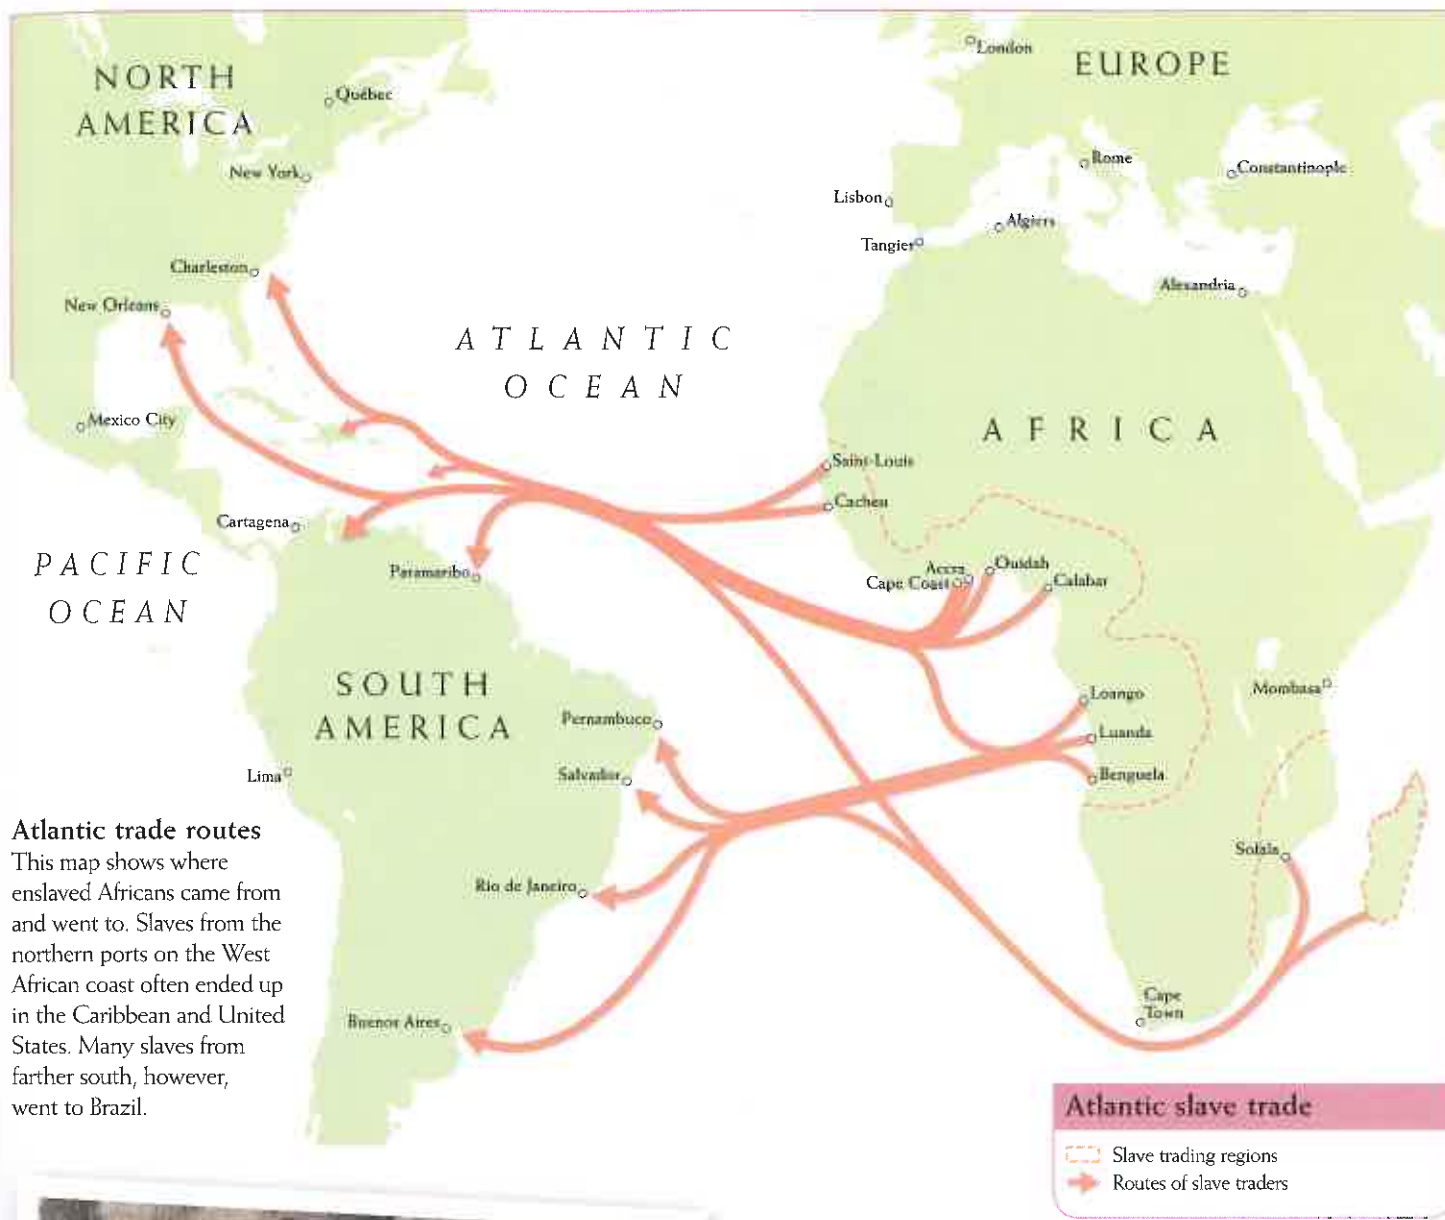 NORTH
AMERICA
Québec
New York
Charleston
New Orleans
Mexico City
London
EUROPE
Rome
Constantinople
Lisbon
Algiers
Tangier
Alexandria
ATLANTIC
OCEAN
AFRICA
Saint-Louis
Cacheu
Cartagena
PACIFIC
OCEAN
Paramaribo
Accra
Ouidah
Cape Coast
Calabar
SOUTH
AMERICA
Pernambuco
Salvador
Lima
Loango
Luanda
Benguela
Mombasa
Sofala
Rio de Janeiro
Buenos Aires
Cape
Town
Atlantic trade routes
This map shows where
enslaved Africans came from
and went to. Slaves from the
northern ports on the West
African coast often ended up
in the Caribbean and United
States. Many slaves from
farther south, however,
went to Brazil.
Atlantic slave trade
Slave trading regions
Routes of slave traders